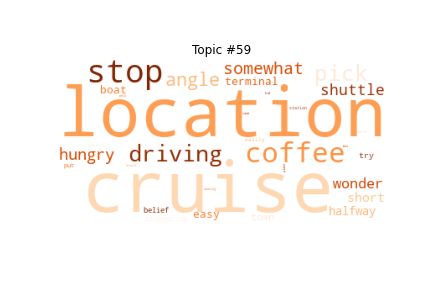 Topic #59
stop angle somewhat pick
boat terminal shuttle
location
hungry driving coffee try
cruise wonder
put short
belief easy town halfway